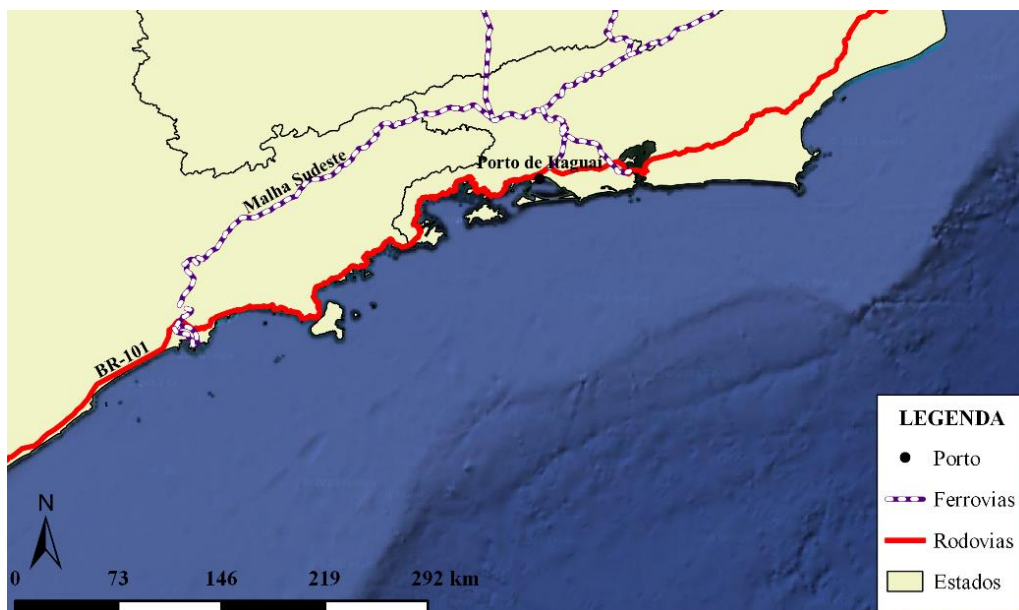 Porto de Itaguaí
Malha Sudeste
BR-101
LEGENDA
Porto
Ferrovias
Rodovias
Estados
N
0 73 146 219 292 km